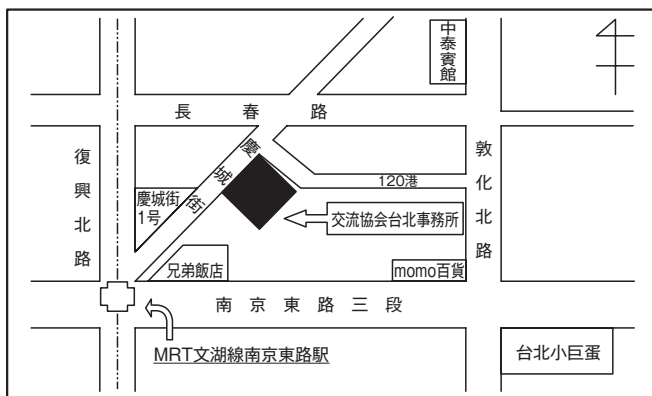 中泰賓館
長春路
復興北路
慶城街
慶城街
1号
120港
敦化北路
交流協会台北事務所
兄弟飯店
momo百貨
南京東路三段
MRT文湖線南京東路駅
台北小巨蛋